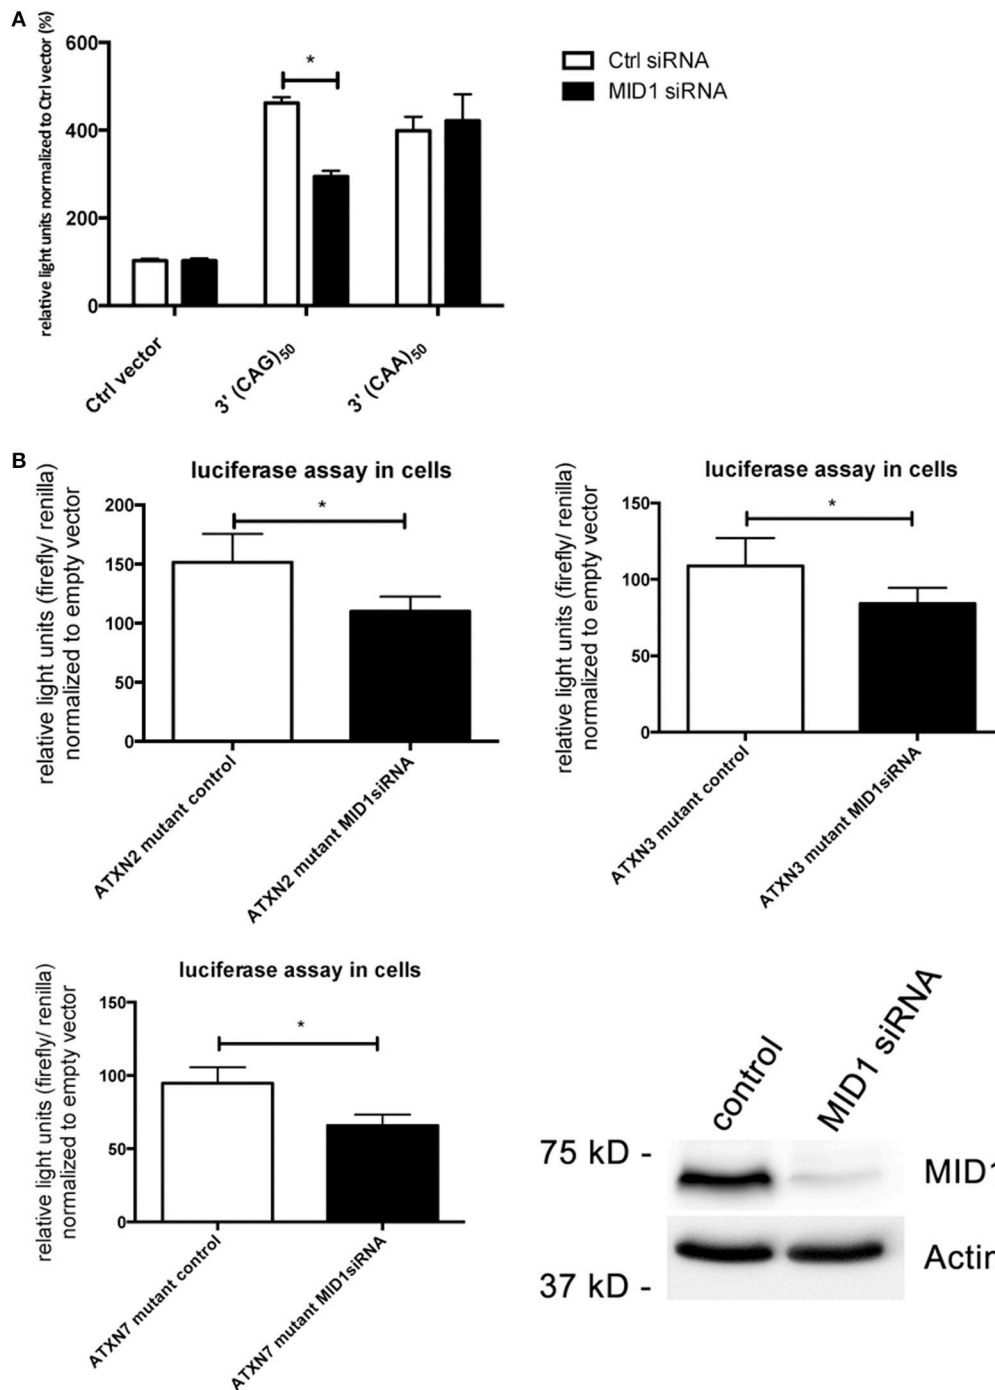 A
relative light units normalized to Ctrl vector (%)
600
400
200
0
Ctrl vector
3' (CAG)50
3' (CAA)50
*
Ctrl siRNA
MID1 siRNA
B
luciferase assay in cells
relative light units (firefly/ renilla)
normalized to empty vector
200
150
100
50
0
*
ATXN2 mutant control
ATXN2 mutant MID1siRNA
luciferase assay in cells
relative light units (firefly/ renilla)
normalized to empty vector
150
100
50
0
*
ATXN3 mutant control
ATXN3 mutant MID1siRNA
luciferase assay in cells
relative light units (firefly/ renilla)
normalized to empty vector
150
100
50
0
*
ATXN7 mutant control
ATXN7 mutant MID1siRNA
control
MID1 siRNA
75 kD -
MID1
Actin
37 kD -